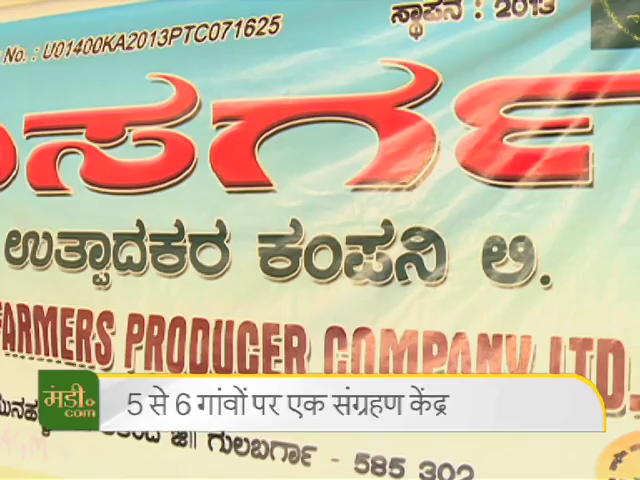 No. : U01400KA2013PTC071625
ಸ್ಥಾಪನೆ : 2013
ಉತ್ಪಾದಕರ ಕಂಪನಿ ಲಿ.
FARMERS PRODUCER COMPANY LTD.
मंडी.com
5 से 6 गांवों पर एक संग्रहण केंद्र
ಜಿ|| ಗುಲಬರ್ಗಾ - 585 302